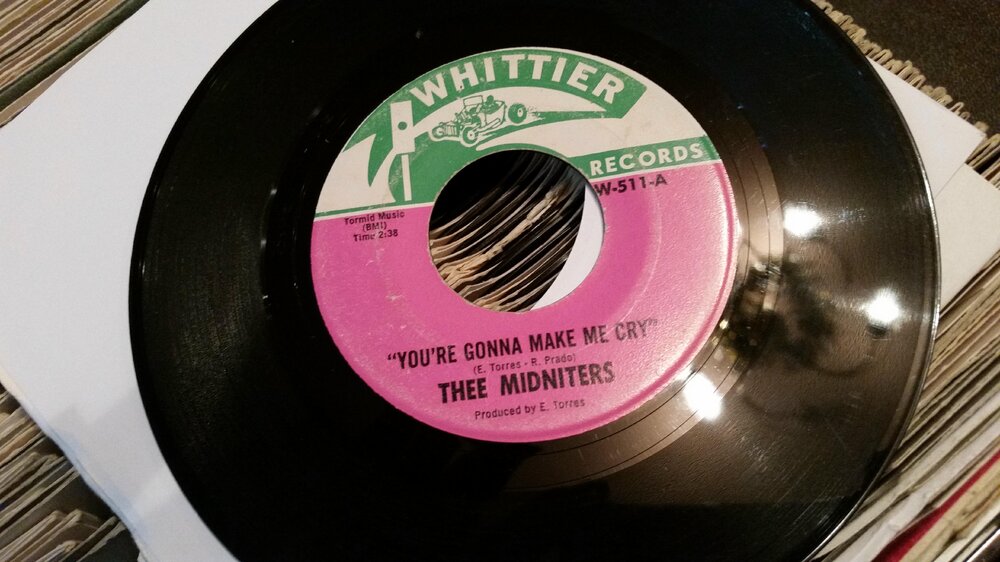 WHITTIER
RECORDS
W-511-A
Tormid Music
(BMI)
Time 2:38
"YOU'RE GONNA MAKE ME CRY"
(E. Torres - R. Prado)
THEE MIDNITERS
Produced by E. Torres